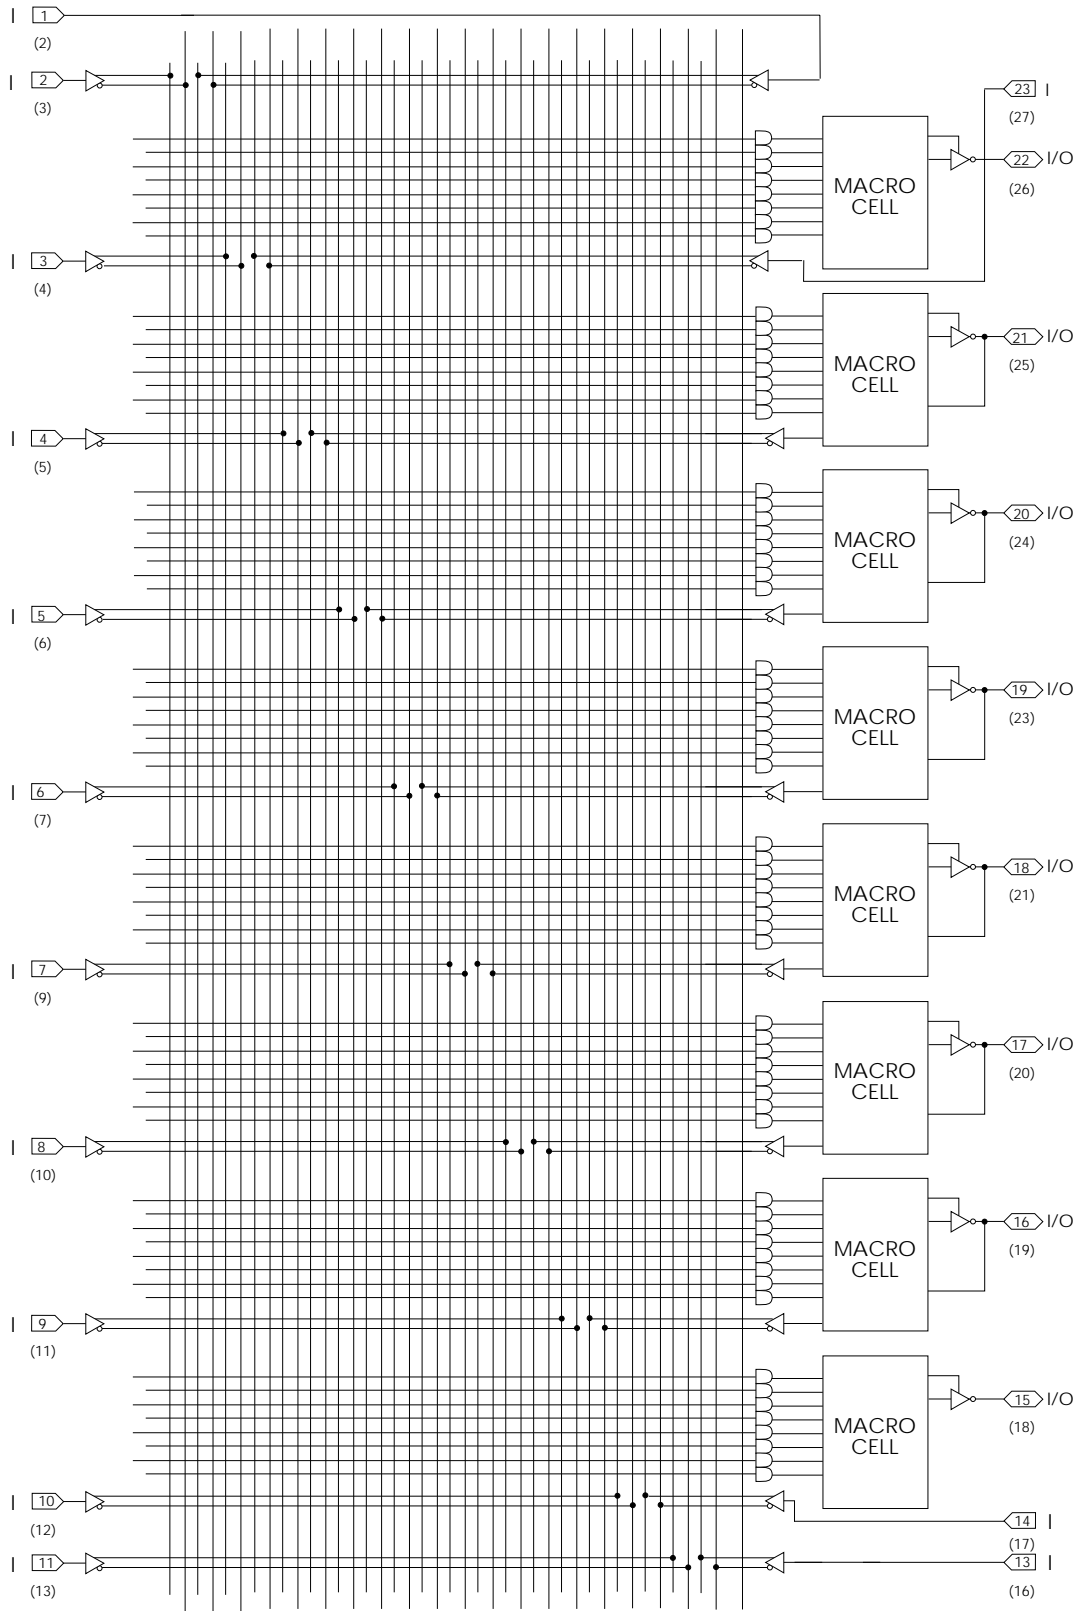 I 1
(2)
I 2
(3)
23 I
(27)
MACRO
CELL
22 I/O
(26)
I 3
(4)
MACRO
CELL
21 I/O
(25)
I 4
(5)
MACRO
CELL
20 I/O
(24)
I 5
(6)
MACRO
CELL
19 I/O
(23)
I 6
(7)
MACRO
CELL
18 I/O
(21)
I 7
(9)
MACRO
CELL
17 I/O
(20)
I 8
(10)
MACRO
CELL
16 I/O
(19)
I 9
(11)
MACRO
CELL
15 I/O
(18)
I 10
(12)
14 I
(17)
I 11
(13)
13 I
(16)